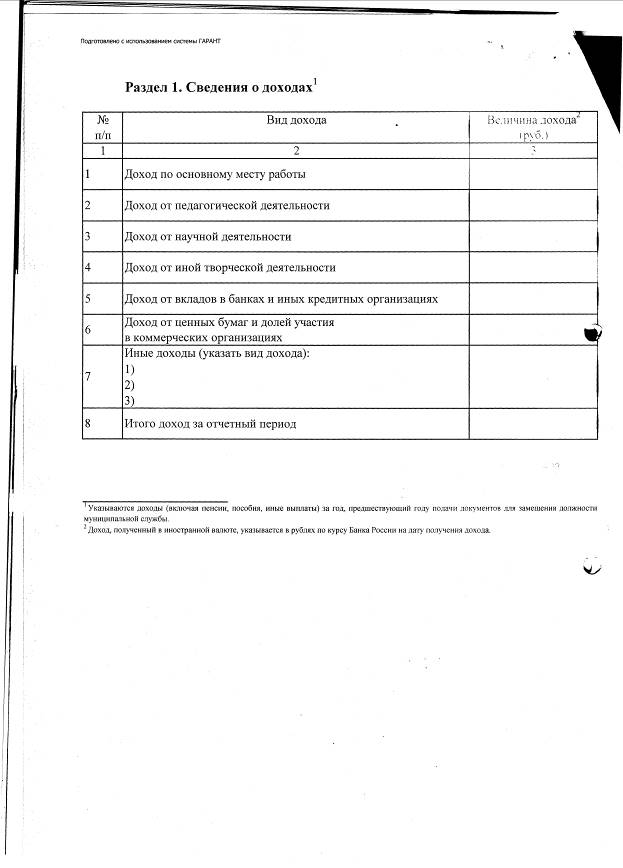 Подготовлено с использованием системы ГАРАНТ
Раздел 1. Сведения о доходах1
№ п/п
Вид дохода
Величина дохода2 (руб.)
1
2
3
1
Доход по основному месту работы
2
Доход от педагогической деятельности
3
Доход от научной деятельности
4
Доход от иной творческой деятельности
5
Доход от вкладов в банках и иных кредитных организациях
6
Доход от ценных бумаг и долей участия
в коммерческих организациях
7
Иные доходы (указать вид дохода):
1)
2)
3)
8
Итого доход за отчетный период
1 Указываются доходы (включая пенсии, пособия, иные выплаты) за год, предшествующий году подачи документов для замещения должности
муниципальной службы.
2 Доход, полученный в иностранной валюте, указывается в рублях по курсу Банка России на дату получения дохода.